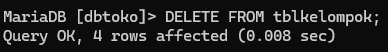 MariaDB [dbtoko]> DELETE FROM tblkelompok;
Query OK, 4 rows affected (0.008 sec)